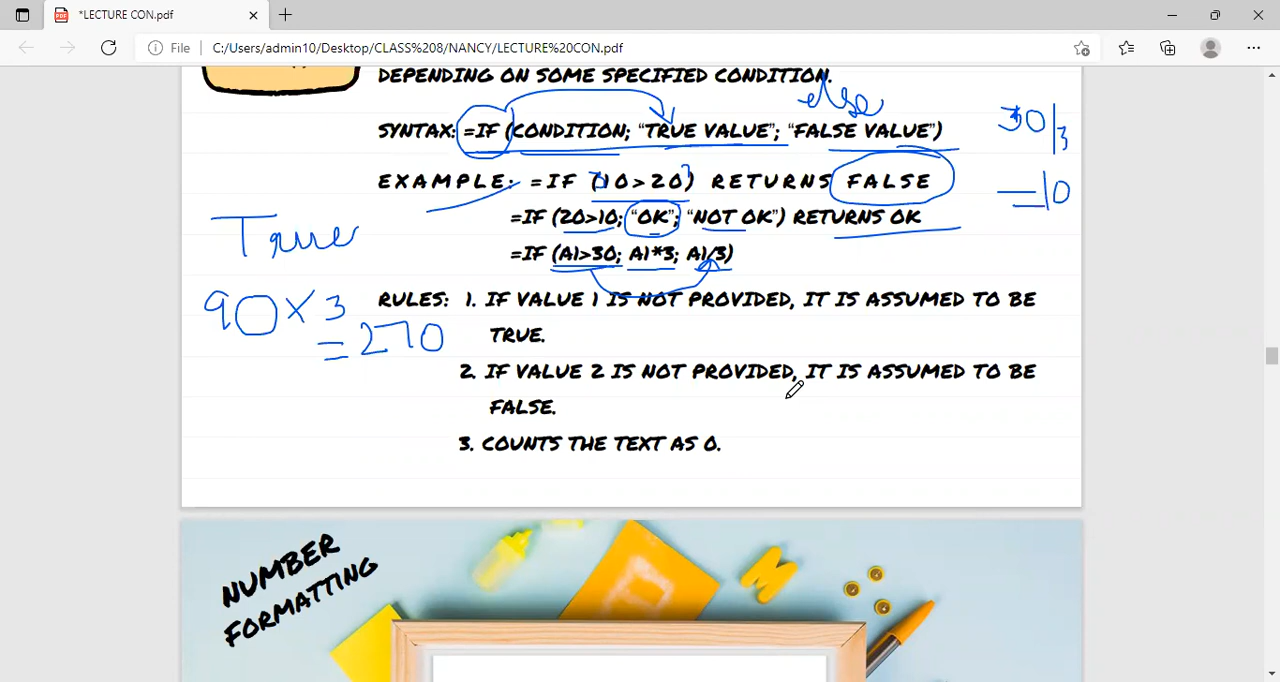 *LECTURE CON.pdf
File C:/Users/admin10/Desktop/CLASS%208/NANCY/LECTURE%20CON.pdf
DEPENDING ON SOME SPECIFIED CONDITION.
else
SYNTAX: =IF (CONDITION; "TRUE VALUE"; "FALSE VALUE")
30/3
EXAMPLE: =IF (10>20) RETURNS FALSE
=10
=IF (20>10; "OK"; "NOT OK") RETURNS OK
True
=IF (A1>30; A1*3; A1/3)
RULES: 1. IF VALUE 1 IS NOT PROVIDED, IT IS ASSUMED TO BE
TRUE.
90 × 3
= 270
2. IF VALUE 2 IS NOT PROVIDED, IT IS ASSUMED TO BE
FALSE.
3. COUNTS THE TEXT AS 0.
NUMBER
FORMATTING